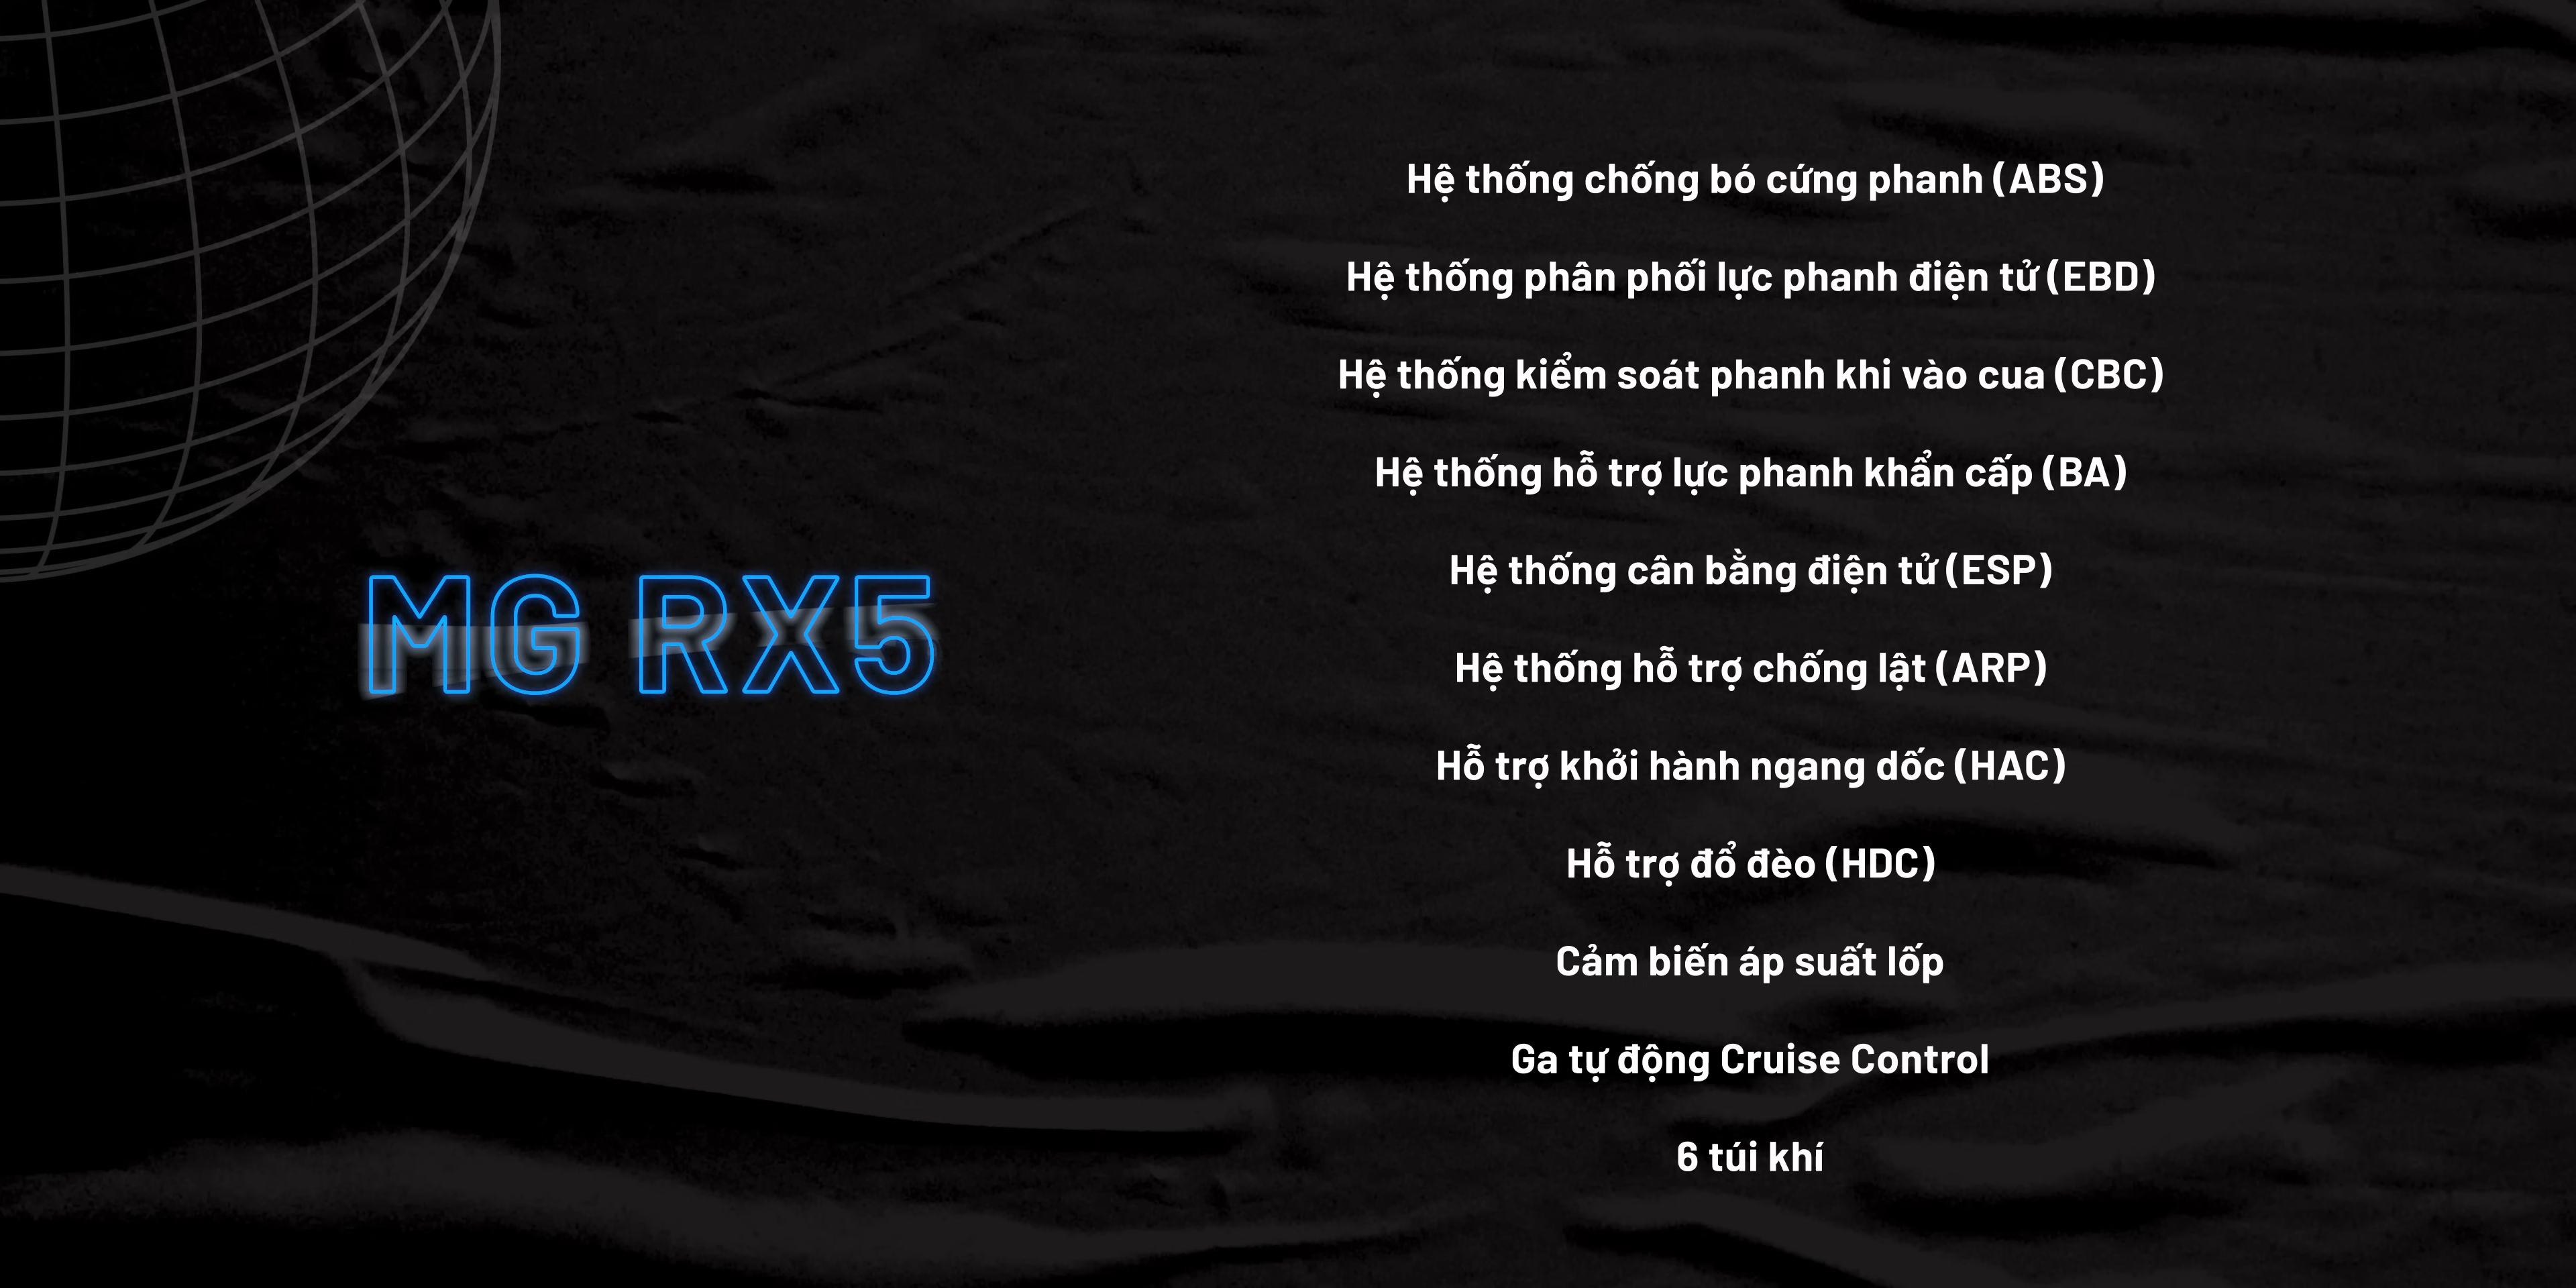 MG RX5
Hệ thống chống bó cứng phanh (ABS)
Hệ thống phân phối lực phanh điện tử (EBD)
Hệ thống kiểm soát phanh khi vào cua (CBC)
Hệ thống hỗ trợ lực phanh khẩn cấp (BA)
Hệ thống cân bằng điện tử (ESP)
Hệ thống hỗ trợ chống lật (ARP)
Hỗ trợ khởi hành ngang dốc (HAC)
Hỗ trợ đổ đèo (HDC)
Cảm biến áp suất lốp
Ga tự động Cruise Control
6 túi khí